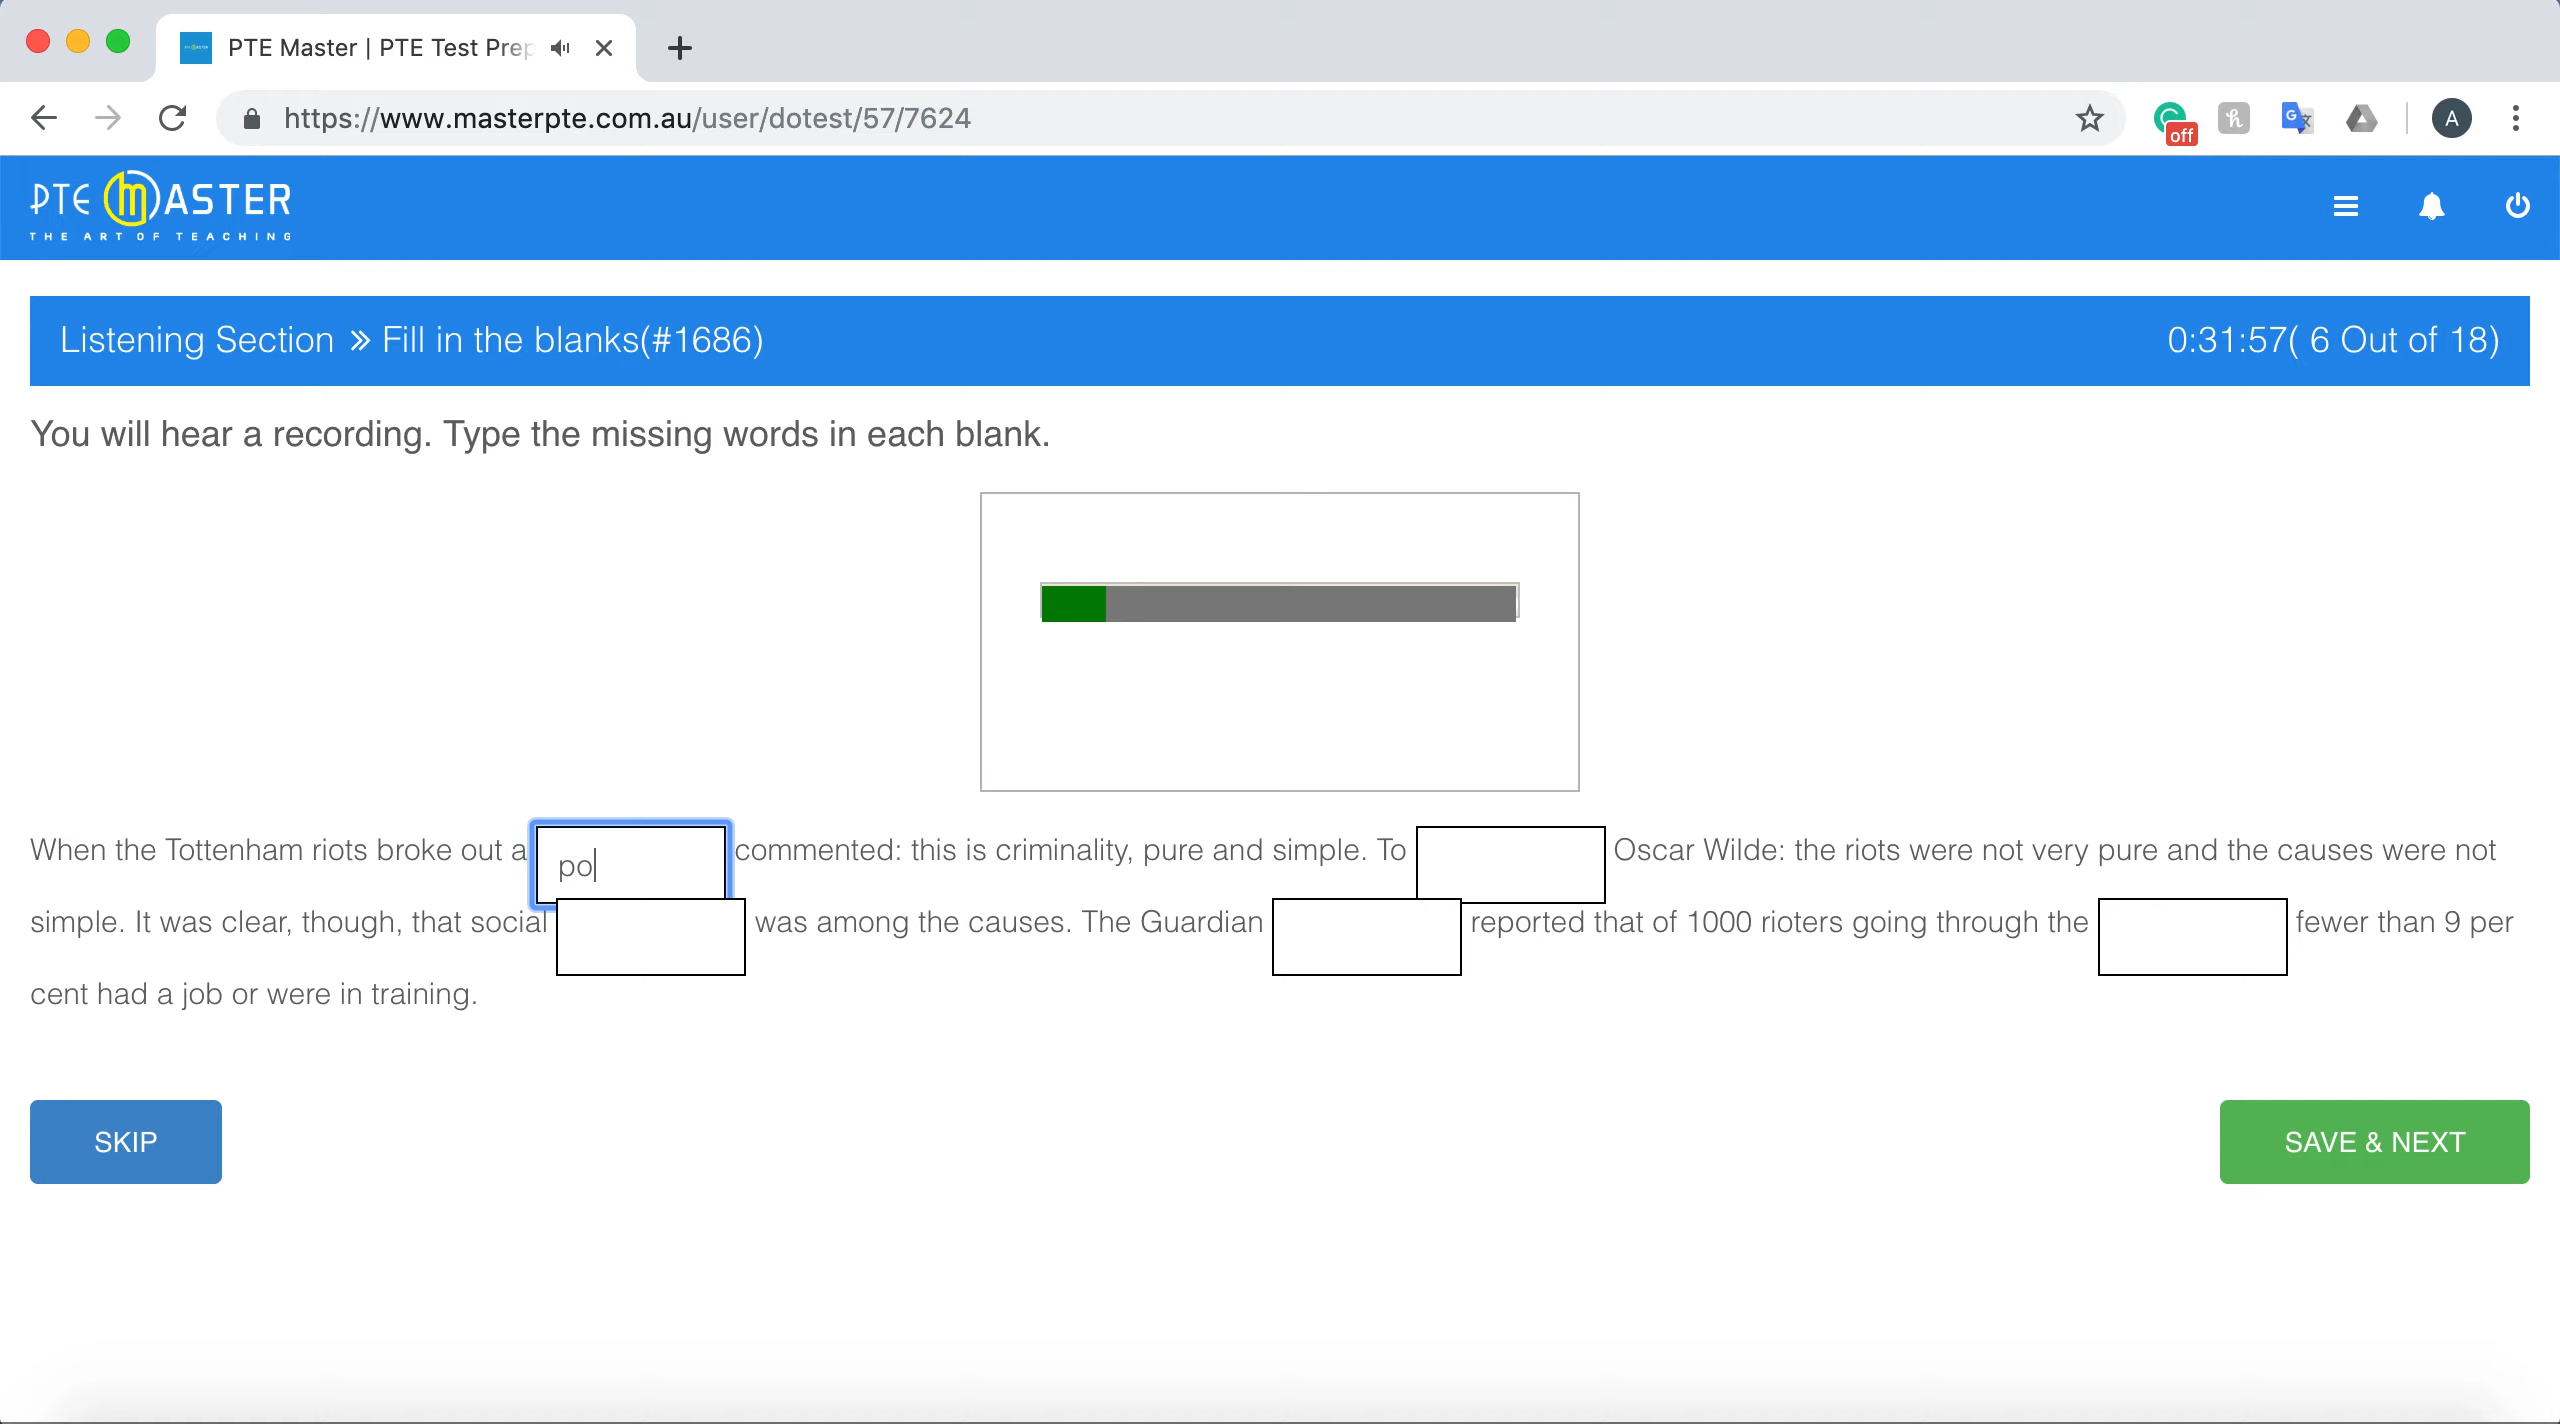 PTE Master | PTE Test Prep
https://www.masterpte.com.au/user/dotest/57/7624
off
A
PTE MASTER
THE ART OF TEACHING
Listening Section » Fill in the blanks(#1686)
0:31:57( 6 Out of 18)
You will hear a recording. Type the missing words in each blank.
When the Tottenham riots broke out a po commented: this is criminality, pure and simple. To Oscar Wilde: the riots were not very pure and the causes were not
simple. It was clear, though, that social was among the causes. The Guardian reported that of 1000 rioters going through the fewer than 9 per
cent had a job or were in training.
SKIP
SAVE & NEXT